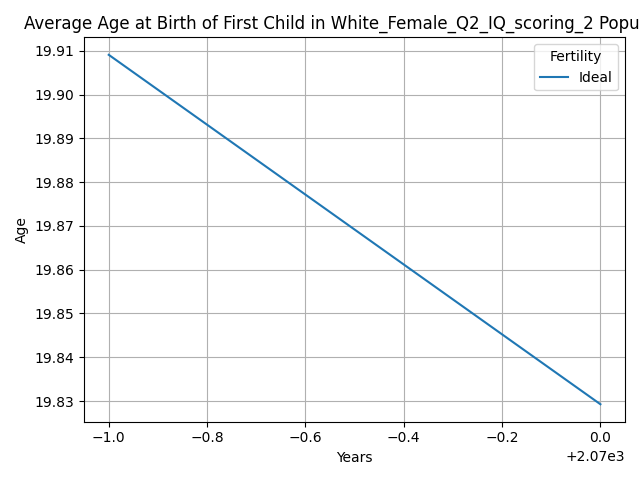 Average Age at Birth of First Child in White_Female_Q2_IQ_scoring_2 Popu
Fertility
Ideal
19.91
19.90
19.89
19.88
19.87
19.86
19.85
19.84
19.83
Age
−1.0 −0.8 −0.6 −0.4 −0.2 0.0
+2.07e3
Years